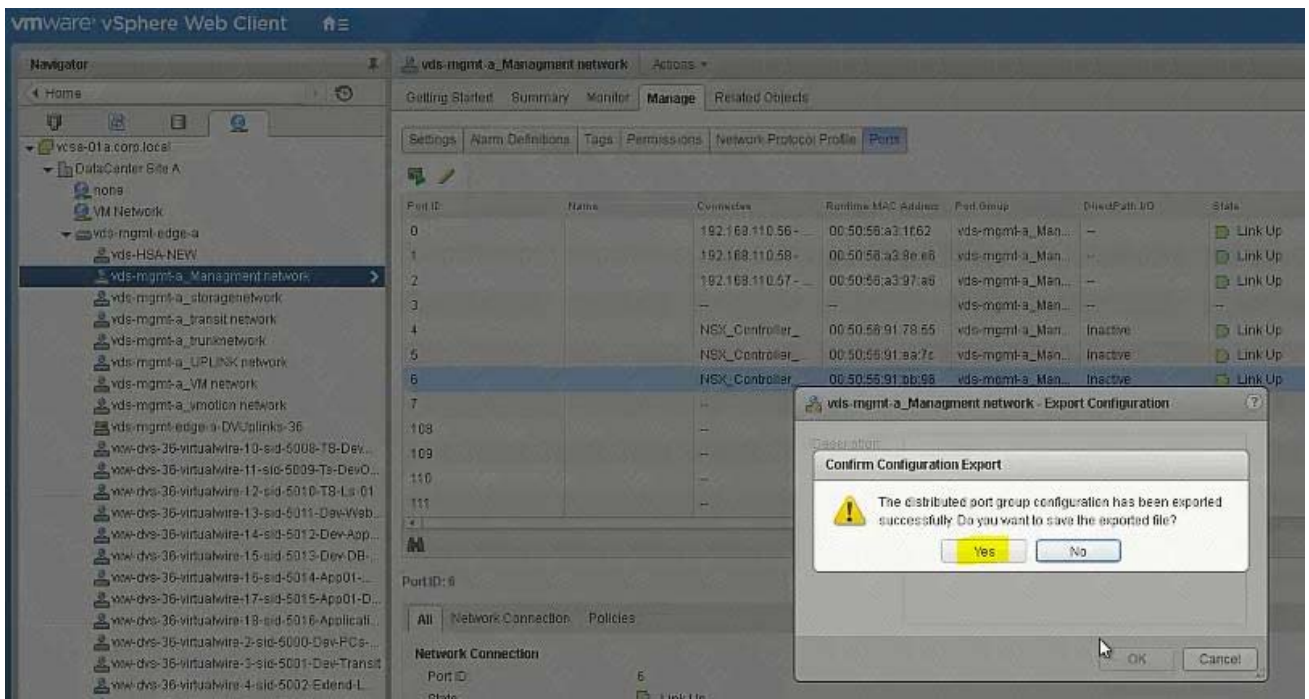 vmware vSphere Web Client
Navigator
Home
vcsa-01a.corp.local
DataCenter Site A
none
VM Network
vds-mgmt-edge-a
vds-HSA-NEW
vds-mgmt-a_Managment network
vds-mgmt-a_storagenetwork
vds-mgmt-a_transit network
vds-mgmt-a_trunknetwork
vds-mgmt-a_UPLINK network
vds-mgmt-a_VM network
vds-mgmt-a_vmotion network
vds-mgmt-edge-a-DVUplinks-36
vxw-dvs-36-virtualwire-10-sid-5008-TS-Dev...
vxw-dvs-36-virtualwire-11-sid-5009-Ts-DevO...
vxw-dvs-36-virtualwire-12-sid-5010-TS-Ls-01
vxw-dvs-36-virtualwire-13-sid-5011-Dev-Web...
vxw-dvs-36-virtualwire-14-sid-5012-Dev-App...
vxw-dvs-36-virtualwire-15-sid-5013-Dev-DB-...
vxw-dvs-36-virtualwire-16-sid-5014-App01-...
vxw-dvs-36-virtualwire-17-sid-5015-App01-D...
vxw-dvs-36-virtualwire-18-sid-5016-Applicati...
vxw-dvs-36-virtualwire-2-sid-5000-Dev-PCs-...
vxw-dvs-36-virtualwire-3-sid-5001-Dev-Transit
vxw-dvs-36-virtualwire-4-sid-5002-Extend-L...
vds-mgmt-a_Managment network Actions
Getting Started Summary Monitor Manage Related Objects
Settings Alarm Definitions Tags Permissions Network Protocol Profile Ports
Port ID Name Connectee Runtime MAC Address Port Group DirectPath I/O State
0 192.168.110.56 - ... 00:50:56:a3:1f:62 vds-mgmt-a_Man... -- Link Up
1 192.168.110.58 - 00:50:56:a3:8e:e8 vds-mgmt-a_Man... -- Link Up
2 192.168.110.57 - ... 00:50:56:a3:97:a6 vds-mgmt-a_Man... -- Link Up
3 -- -- vds-mgmt-a_Man... -- --
4 NSX_Controller_ 00:50:56:91:78:55 vds-mgmt-a_Man... Inactive Link Up
5 NSX_Controller_ 00:50:56:91:ea:7c vds-mgmt-a_Man... Inactive Link Up
6 NSX_Controller_ 00:50:56:91:bb:98 vds-mgmt-a_Man... Inactive Link Up
7 --
108 --
109 --
110 --
111 --
vds-mgmt-a_Managment network - Export Configuration
Description:
Confirm Configuration Export
The distributed port group configuration has been exported
successfully. Do you want to save the exported file?
Yes No
OK Cancel
Port ID: 6
All Network Connection Policies
Network Connection
Port ID 6
State Link Up